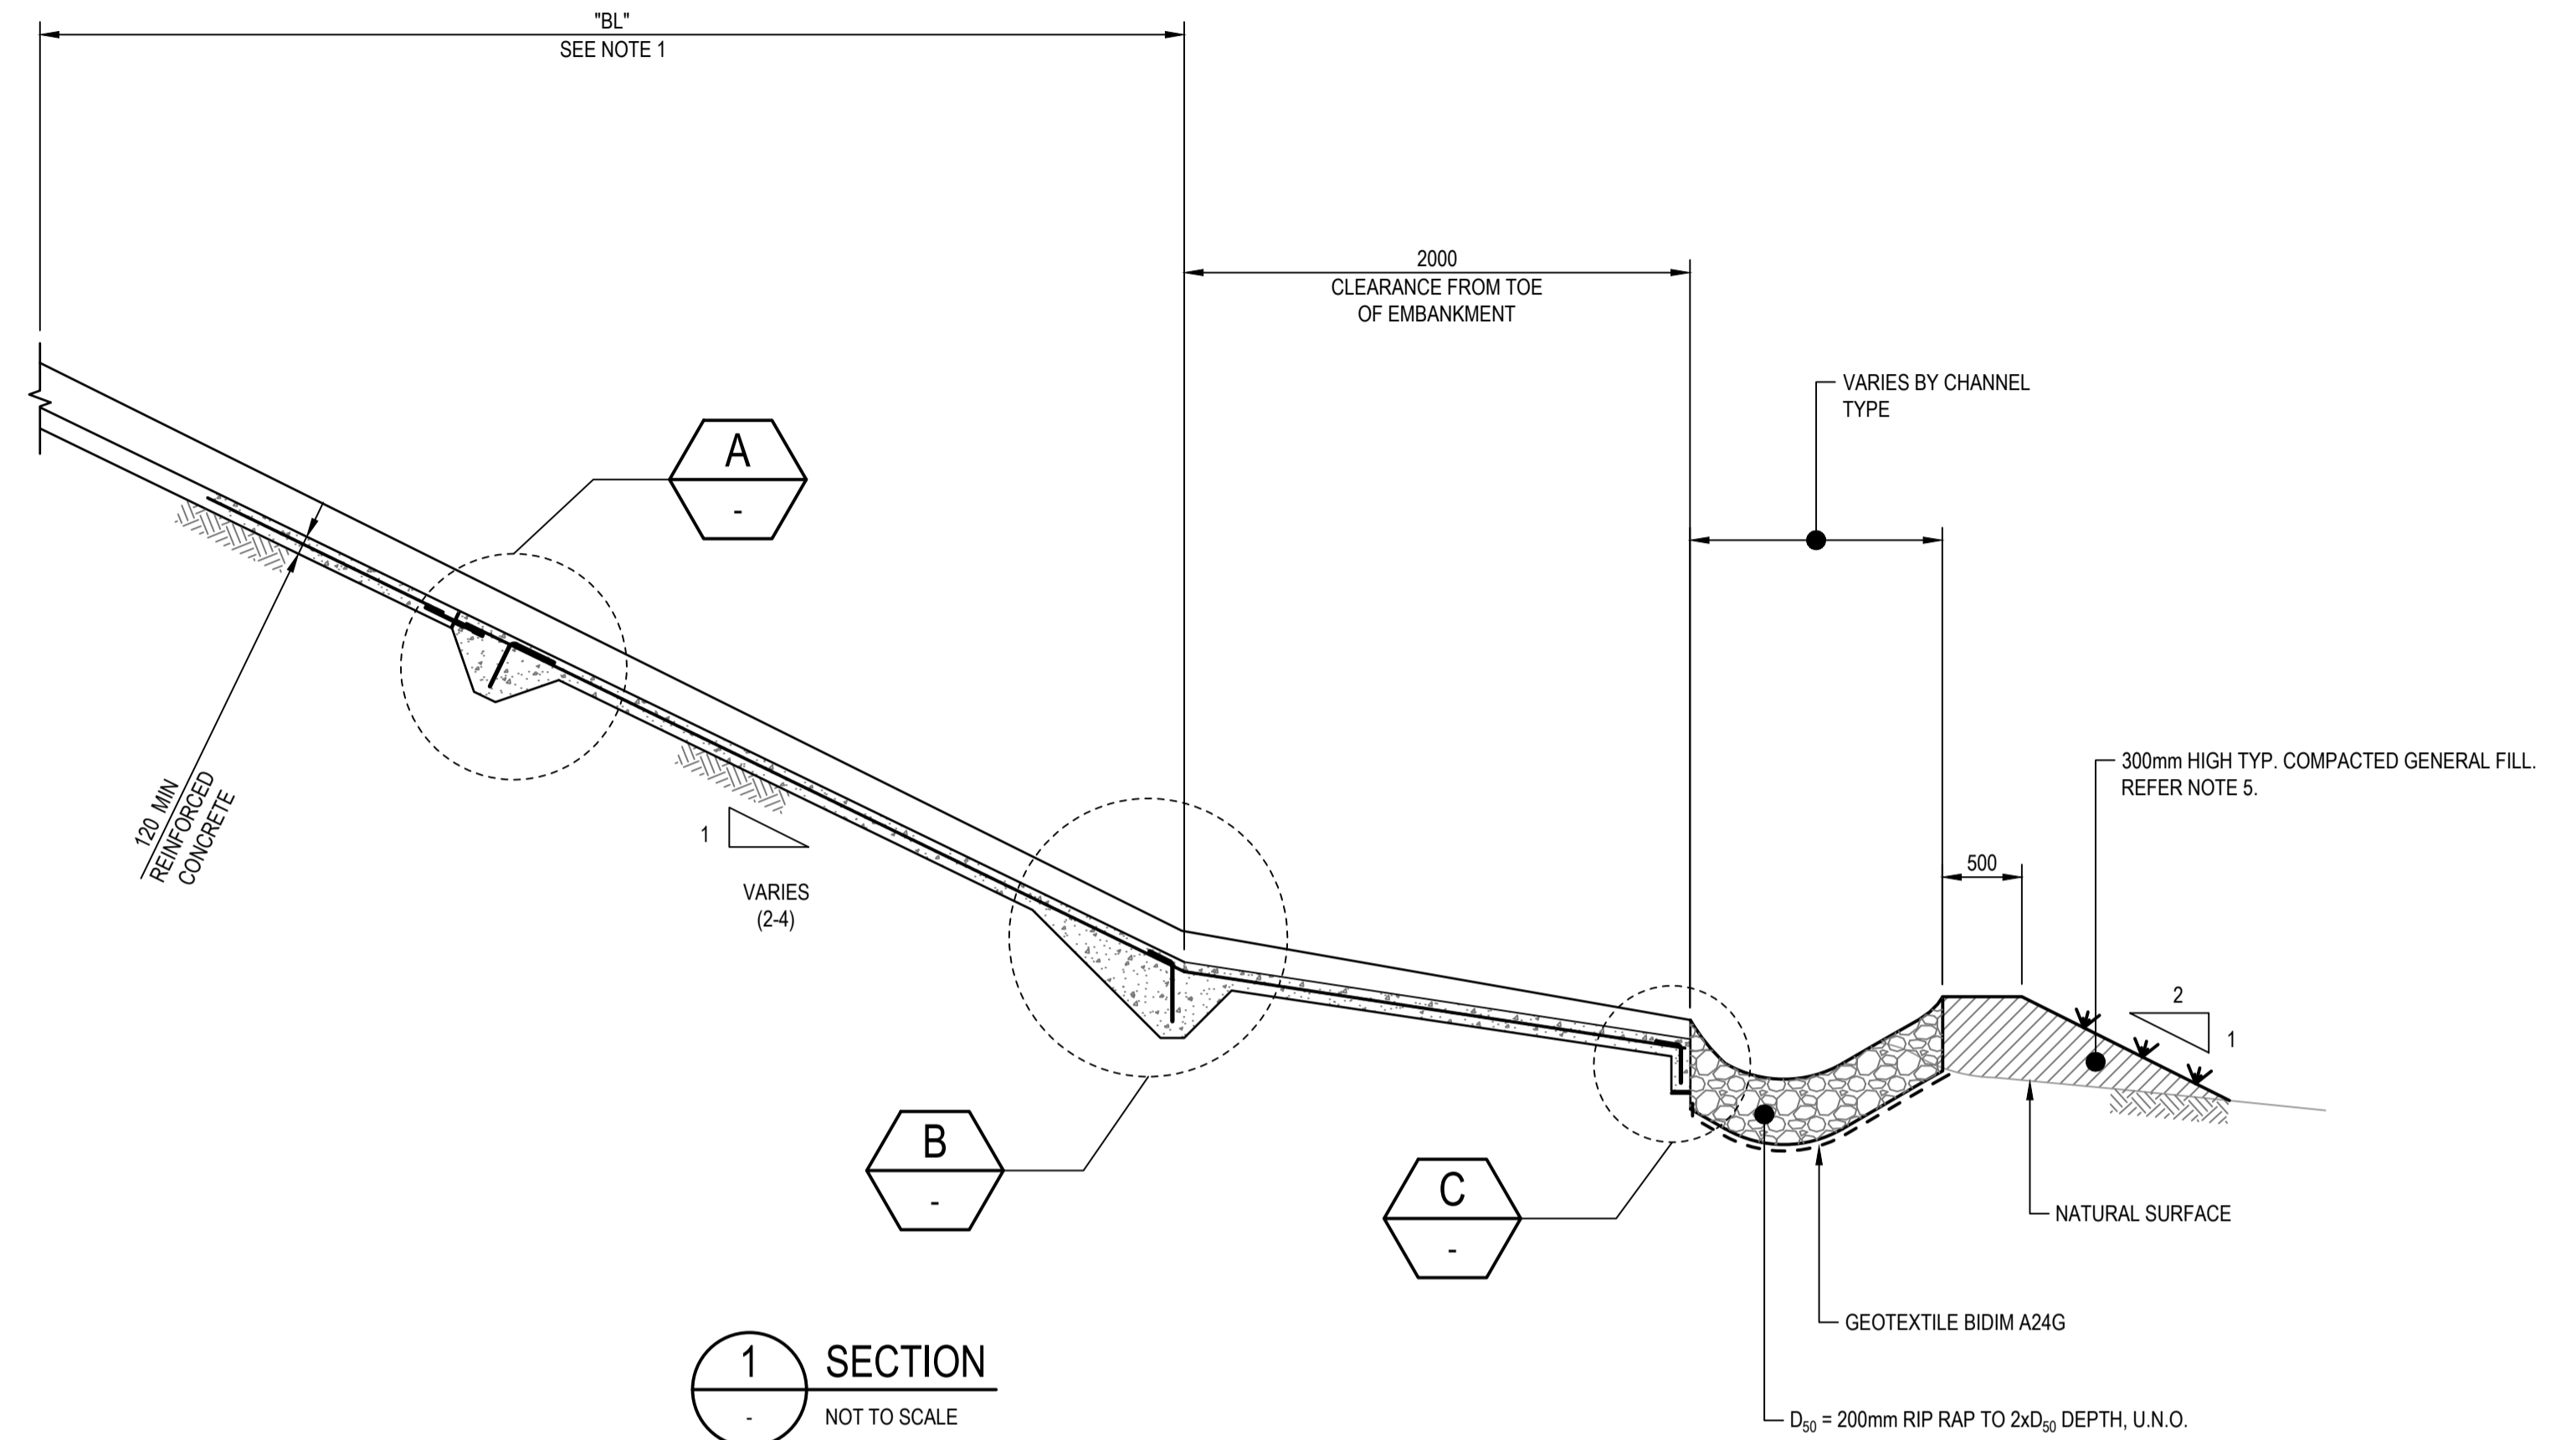 "BL"
SEE NOTE 1
2000
CLEARANCE FROM TOE
OF EMBANKMENT
VARIES BY CHANNEL
TYPE
A
-
300mm HIGH TYP. COMPACTED GENERAL FILL.
REFER NOTE 5.
120 MIN
REINFORCED
CONCRETE
1
VARIES
(2-4)
500
2
1
B
-
C
-
NATURAL SURFACE
GEOTEXTILE BIDIM A24G
D50 = 200mm RIP RAP TO 2xD50 DEPTH, U.N.O.
1
-
SECTION
NOT TO SCALE